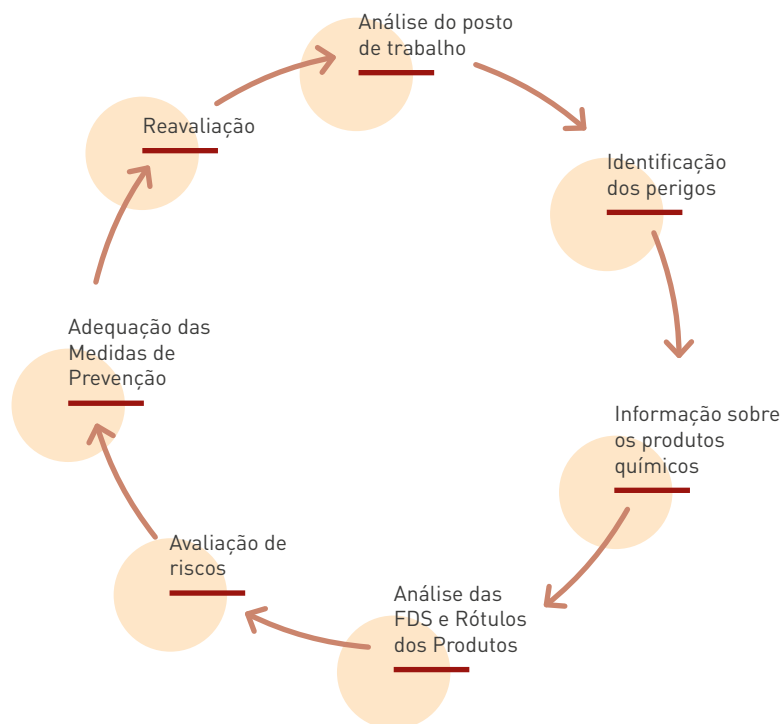 Análise do posto
de trabalho
Identificação
dos perigos
Informação sobre
os produtos
químicos
Análise das
FDS e Rótulos
dos Produtos
Avaliação de
riscos
Adequação das
Medidas de
Prevenção
Reavaliação